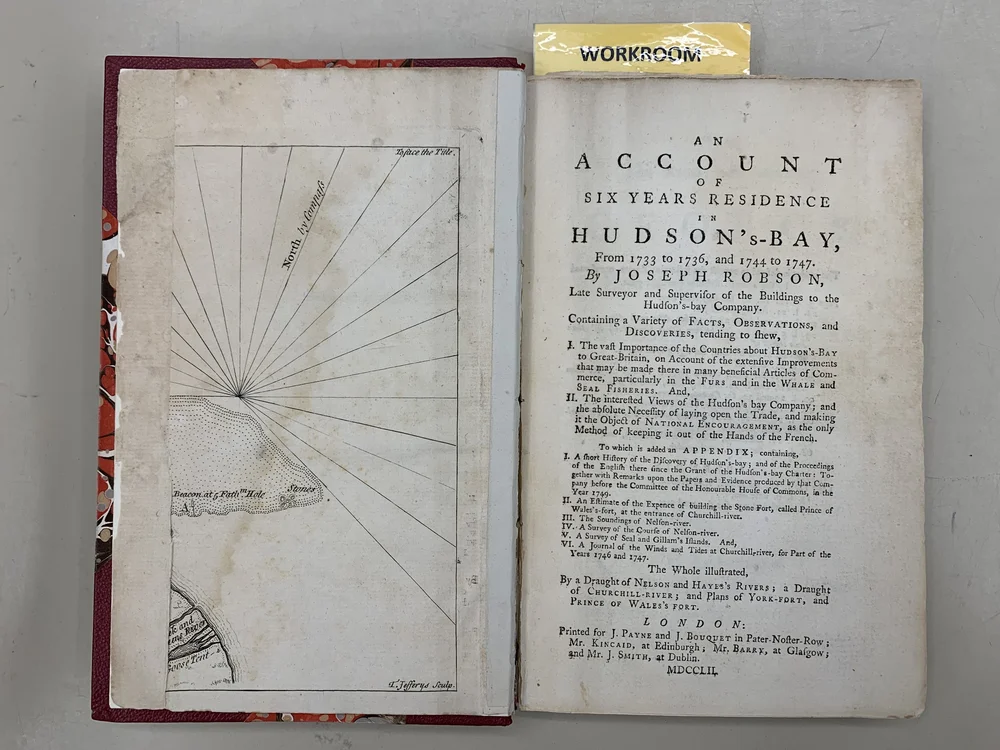 WORKROOM
To face the Title.
North by Compass
Beacon at 5 Fath.m Hole
Stones
A
and
River
Goose Tent
T. Jefferys Sculp.
AN
ACCOUNT
OF
SIX YEARS RESIDENCE
IN
HUDSON's-BAY,
From 1733 to 1736, and 1744 to 1747.
By JOSEPH ROBSON,
Late Surveyor and Superviſor of the Buildings to the
Hudſon's-bay Company.
Containing a Variety of FACTS, OBSERVATIONS, and
DISCOVERIES, tending to ſhew,
I. The vaſt Importance of the Countries about HUDSON'S-BAY
to Great-Britain, on Account of the extenſive Improvements
that may be made there in many beneficial Articles of Com-
merce, particularly in the FURS and in the WHALE and
SEAL FISHERIES. And,
II. The intereſted Views of the Hudſon's bay Company; and
the abſolute Neceſſity of laying open the Trade, and making
it the Object of NATIONAL ENCOURAGEMENT, as the only
Method of keeping it out of the Hands of the French.
To which is added an APPENDIX; containing,
I. A ſhort Hiſtory of the Diſcovery of Hudſon's-bay; and of the Proceedings
of the Engliſh there ſince the Grant of the Hudſon's-bay Charter: To-
gether with Remarks upon the Papers and Evidence produced by that Com-
pany before the Committee of the Honourable Houſe of Commons, in the
Year 1749.
II. An Eſtimate of the Expence of building the Stone Fort, called Prince of
Wales's-fort, at the entrance of Churchill-river.
III. The Soundings of Nelſon-river.
IV. A Survey of the Courſe of Nelſon-river.
V. A Survey of Seal and Gillam's Iſlands. And,
VI. A Journal of the Winds and Tides at Churchill-river, for Part of the
Years 1746 and 1747.
The Whole illuſtrated,
By a Draught of NELSON and HAYES'S RIVERS; a Draught
of CHURCHILL-RIVER; and Plans of YORK-FORT, and
PRINCE OF WALES'S FORT.
LONDON:
Printed for J. PAYNE and J. BOUQUET in Pater-Noſter-Row;
Mr. KINCAID, at Edinburgh; Mr. BARRY, at Glaſgow;
and Mr. J. SMITH, at Dublin.
MDCCLII.